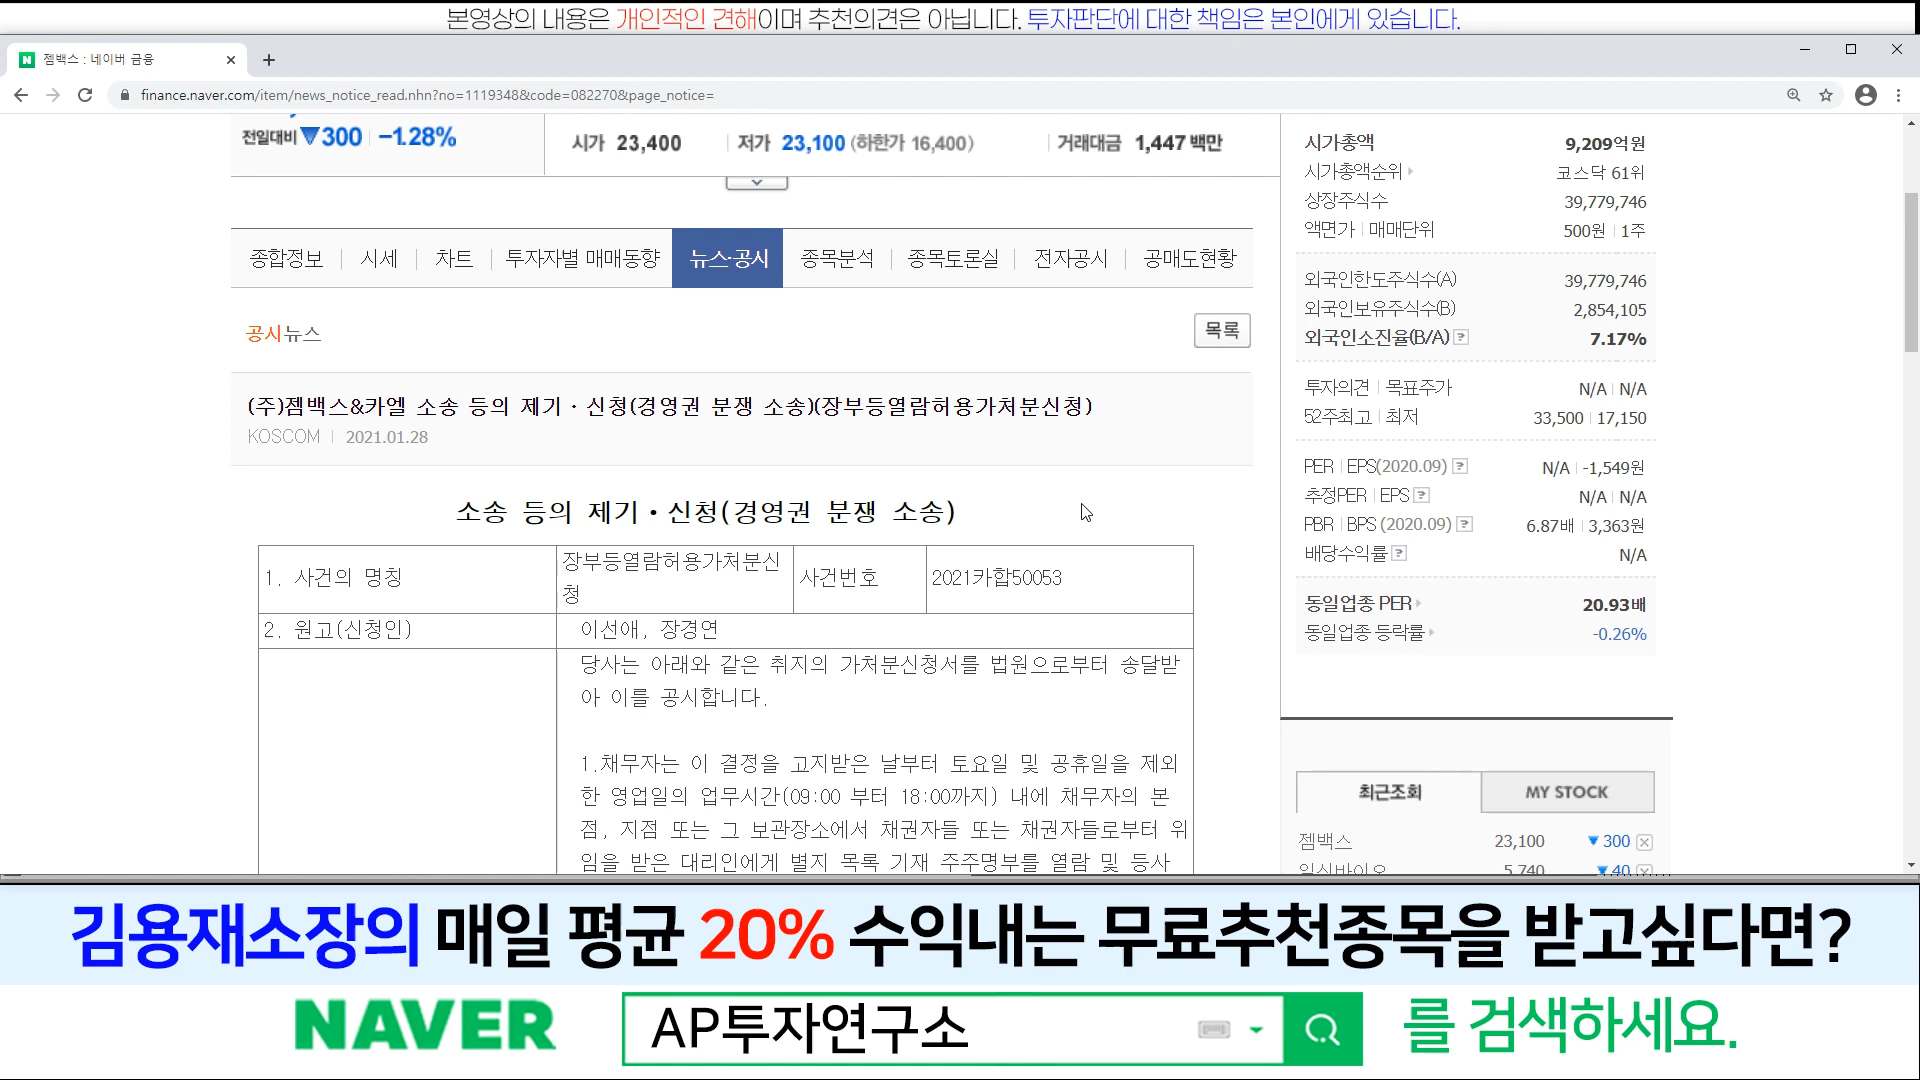 본영상의 내용은 개인적인 견해이며 추천의견은 아닙니다. 투자판단에 대한 책임은 본인에게 있습니다.
젬백스 : 네이버 금융
finance.naver.com/item/news_notice_read.nhn?no=1119348&code=082270&page_notice=
전일대비 ▼300 -1.28%
시가 23,400 저가 23,100 (하한가 16,400) 거래대금 1,447 백만
종합정보 시세 차트 투자자별 매매동향 뉴스·공시 종목분석 종목토론실 전자공시 공매도현황
공시뉴스
목록
(주)젬백스&카엘 소송 등의 제기ㆍ신청(경영권 분쟁 소송)(장부등열람허용가처분신청)
KOSCOM 2021.01.28
소송 등의 제기ㆍ신청(경영권 분쟁 소송)
1. 사건의 명칭 장부등열람허용가처분신청 사건번호 2021카합50053
2. 원고(신청인) 이선애, 장경연
당사는 아래와 같은 취지의 가처분신청서를 법원으로부터 송달받
아 이를 공시합니다.
1.채무자는 이 결정을 고지받은 날부터 토요일 및 공휴일을 제외
한 영업일의 업무시간(09:00 부터 18:00까지) 내에 채무자의 본
점, 지점 또는 그 보관장소에서 채권자들 또는 채권자들로부터 위
임을 받은 대리인에게 별지 목록 기재 주주명부를 열람 및 등사
시가총액 9,209억원
시가총액순위 코스닥 61위
상장주식수 39,779,746
액면가 매매단위 500원 1주
외국인한도주식수(A) 39,779,746
외국인보유주식수(B) 2,854,105
외국인소진율(B/A) ? 7.17%
투자의견 목표주가 N/A N/A
52주최고 최저 33,500 17,150
PER EPS(2020.09) ? N/A -1,549원
추정PER EPS ? N/A N/A
PBR BPS (2020.09) ? 6.87배 3,363원
배당수익률 ? N/A
동일업종 PER 20.93배
동일업종 등락률 -0.26%
최근조회 MY STOCK
젬백스 23,100 ▼300
일신바이오 5,740 ▼40
김용재소장의 매일 평균 20% 수익내는 무료추천종목을 받고싶다면?
NAVER AP투자연구소 를 검색하세요.